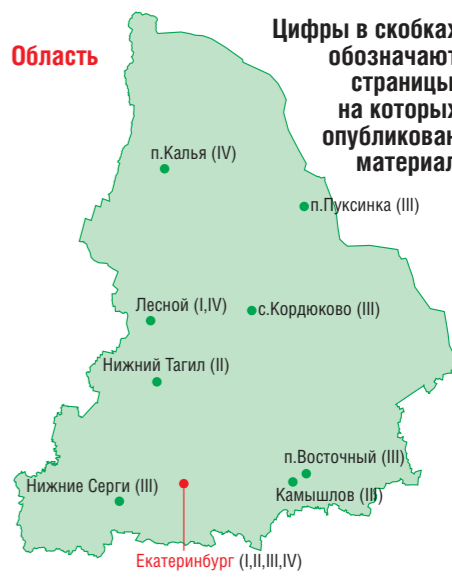 Область
Цифры в скобках
обозначают
страницы
на которых
опубликован
материал
п.Калья (IV)
п.Пуксинка (III)
Лесной (I,IV)
с.Кордюково (III)
Нижний Тагил (II)
п.Восточный (III)
Нижние Серги (III)
Камышлов (III)
Екатеринбург (I,II,III,IV)